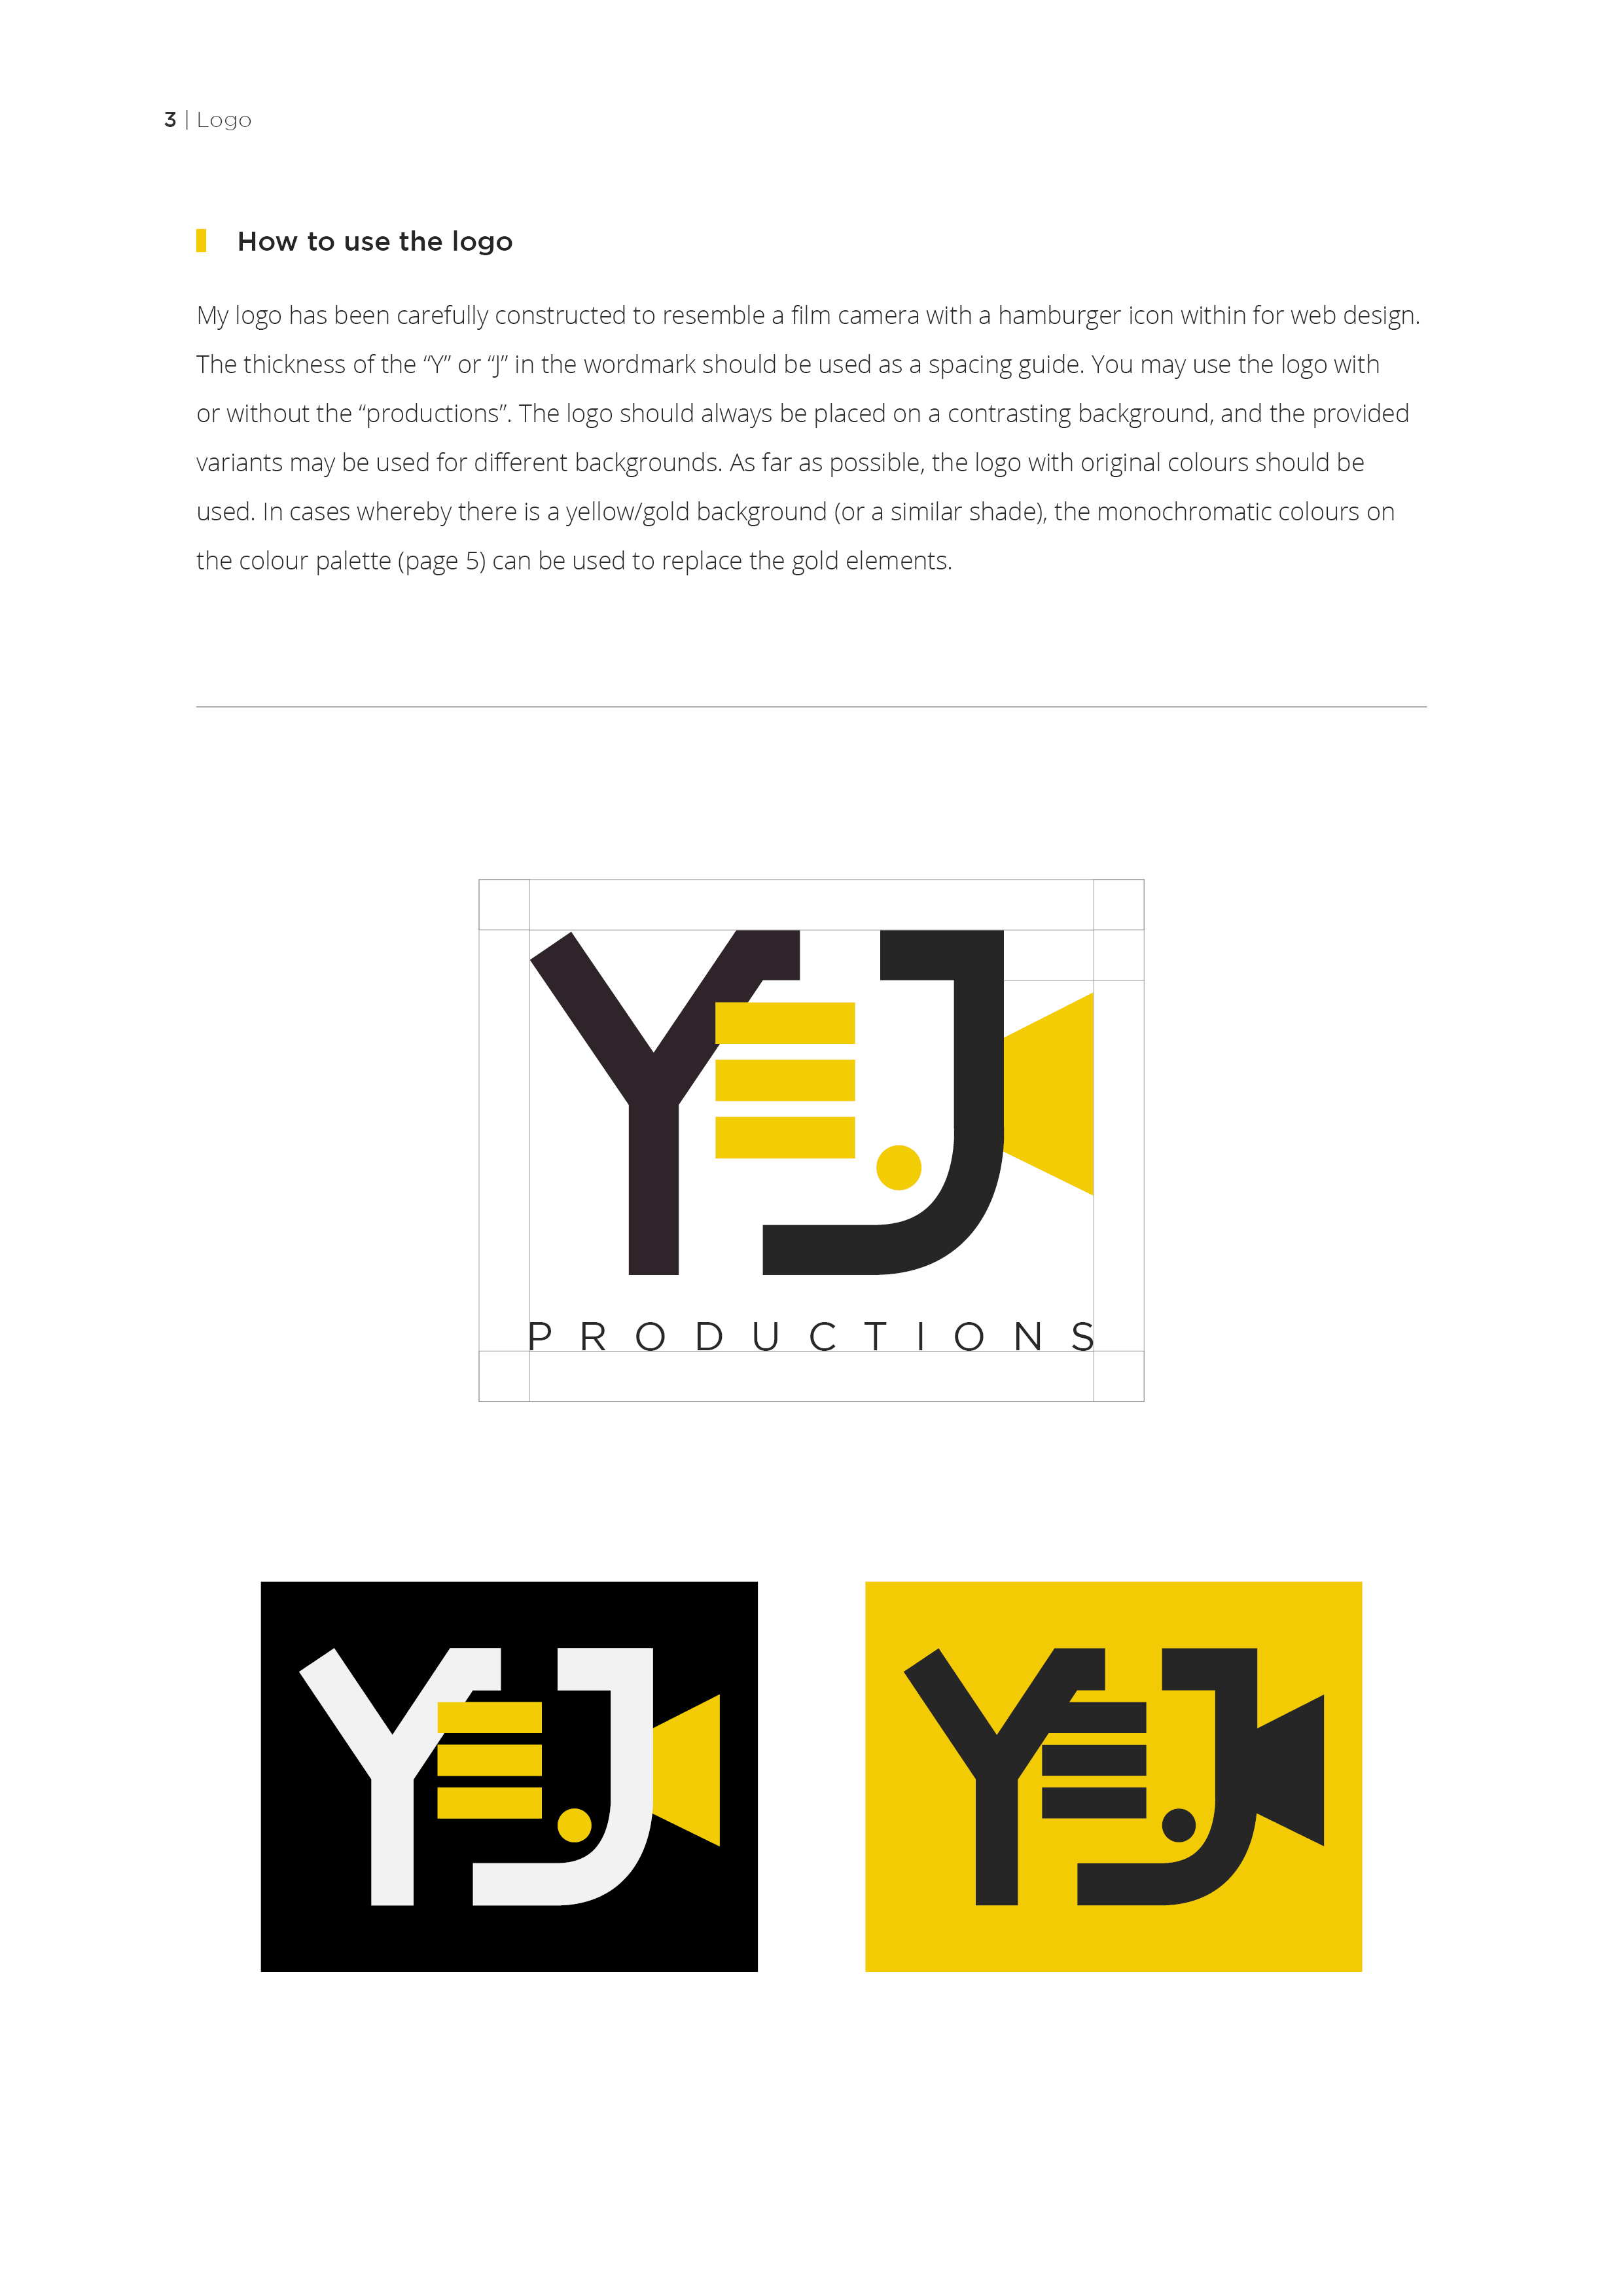 3 | Logo
How to use the logo
My logo has been carefully constructed to resemble a film camera with a hamburger icon within for web design.
The thickness of the “Y” or “J” in the wordmark should be used as a spacing guide. You may use the logo with
or without the “productions”. The logo should always be placed on a contrasting background, and the provided
variants may be used for different backgrounds. As far as possible, the logo with original colours should be
used. In cases whereby there is a yellow/gold background (or a similar shade), the monochromatic colours on
the colour palette (page 5) can be used to replace the gold elements.
YJ
PRODUCTIONS
YJ
YJ